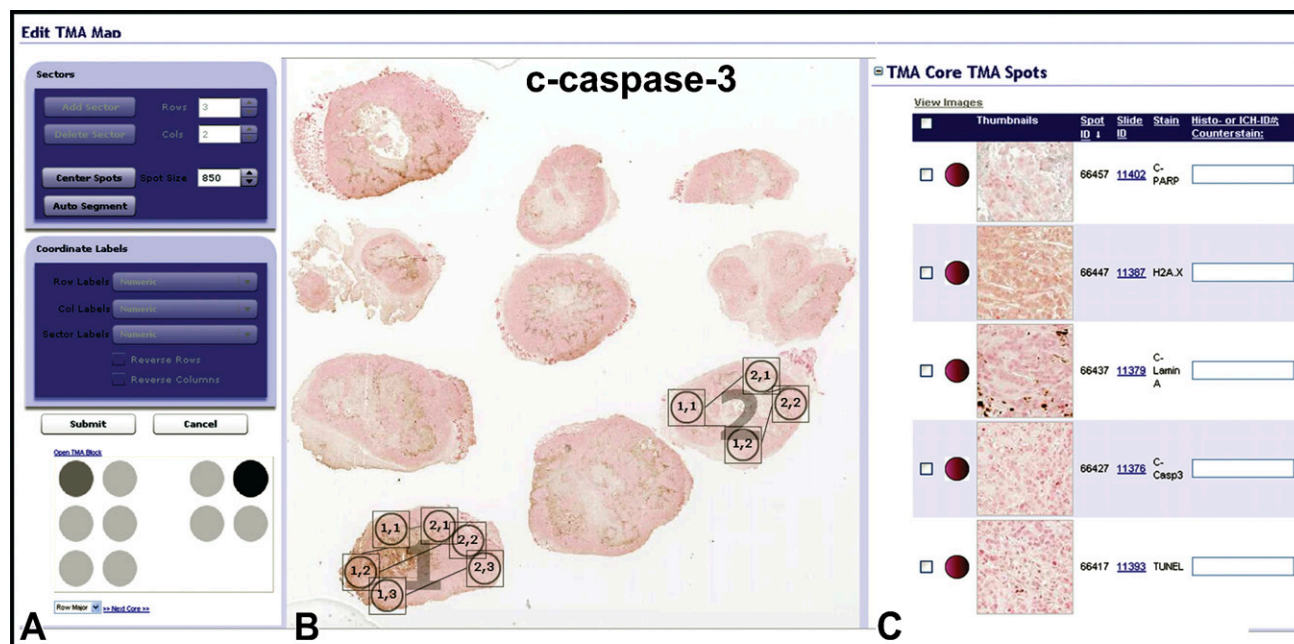 Edit TMA Map
Sectors
Add Sector Rows 3
Delete Sector Cols 2
Center Spots Spot Size 850
Auto Segment
Coordinate Labels
Row Labels Numeric
Col Labels Numeric
Sector Labels Numeric
Reverse Rows
Reverse Columns
Submit Cancel
Open TMA Block
Row Major >> Next Core >>
A
c-caspase-3
2,1
1,1 2,2
2
1,2
1,1 2,1
2,2
1,2 1 2,3
1,3
B
TMA Core TMA Spots
View Images
Thumbnails Spot ID ↓ Slide ID Stain Histo- or ICH-ID#;
Counterstain:
66457 11402 C-
PARP
66447 11387 H2A.X
66437 11379 C-
Lamin
A
66427 11376 C-
Casp3
66417 11393 TUNEL
C